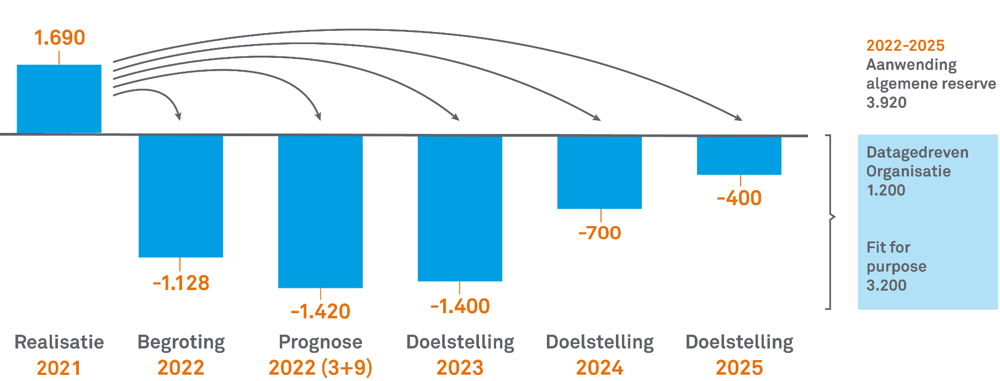 1.690
-1.128
-1.420
-1.400
-700
-400
Realisatie
2021
Begroting
2022
Prognose
2022 (3+9)
Doelstelling
2023
Doelstelling
2024
Doelstelling
2025
2022-2025
Aanwending
algemene reserve
3.920
Datagedreven
Organisatie
1.200
Fit for
purpose
3.200